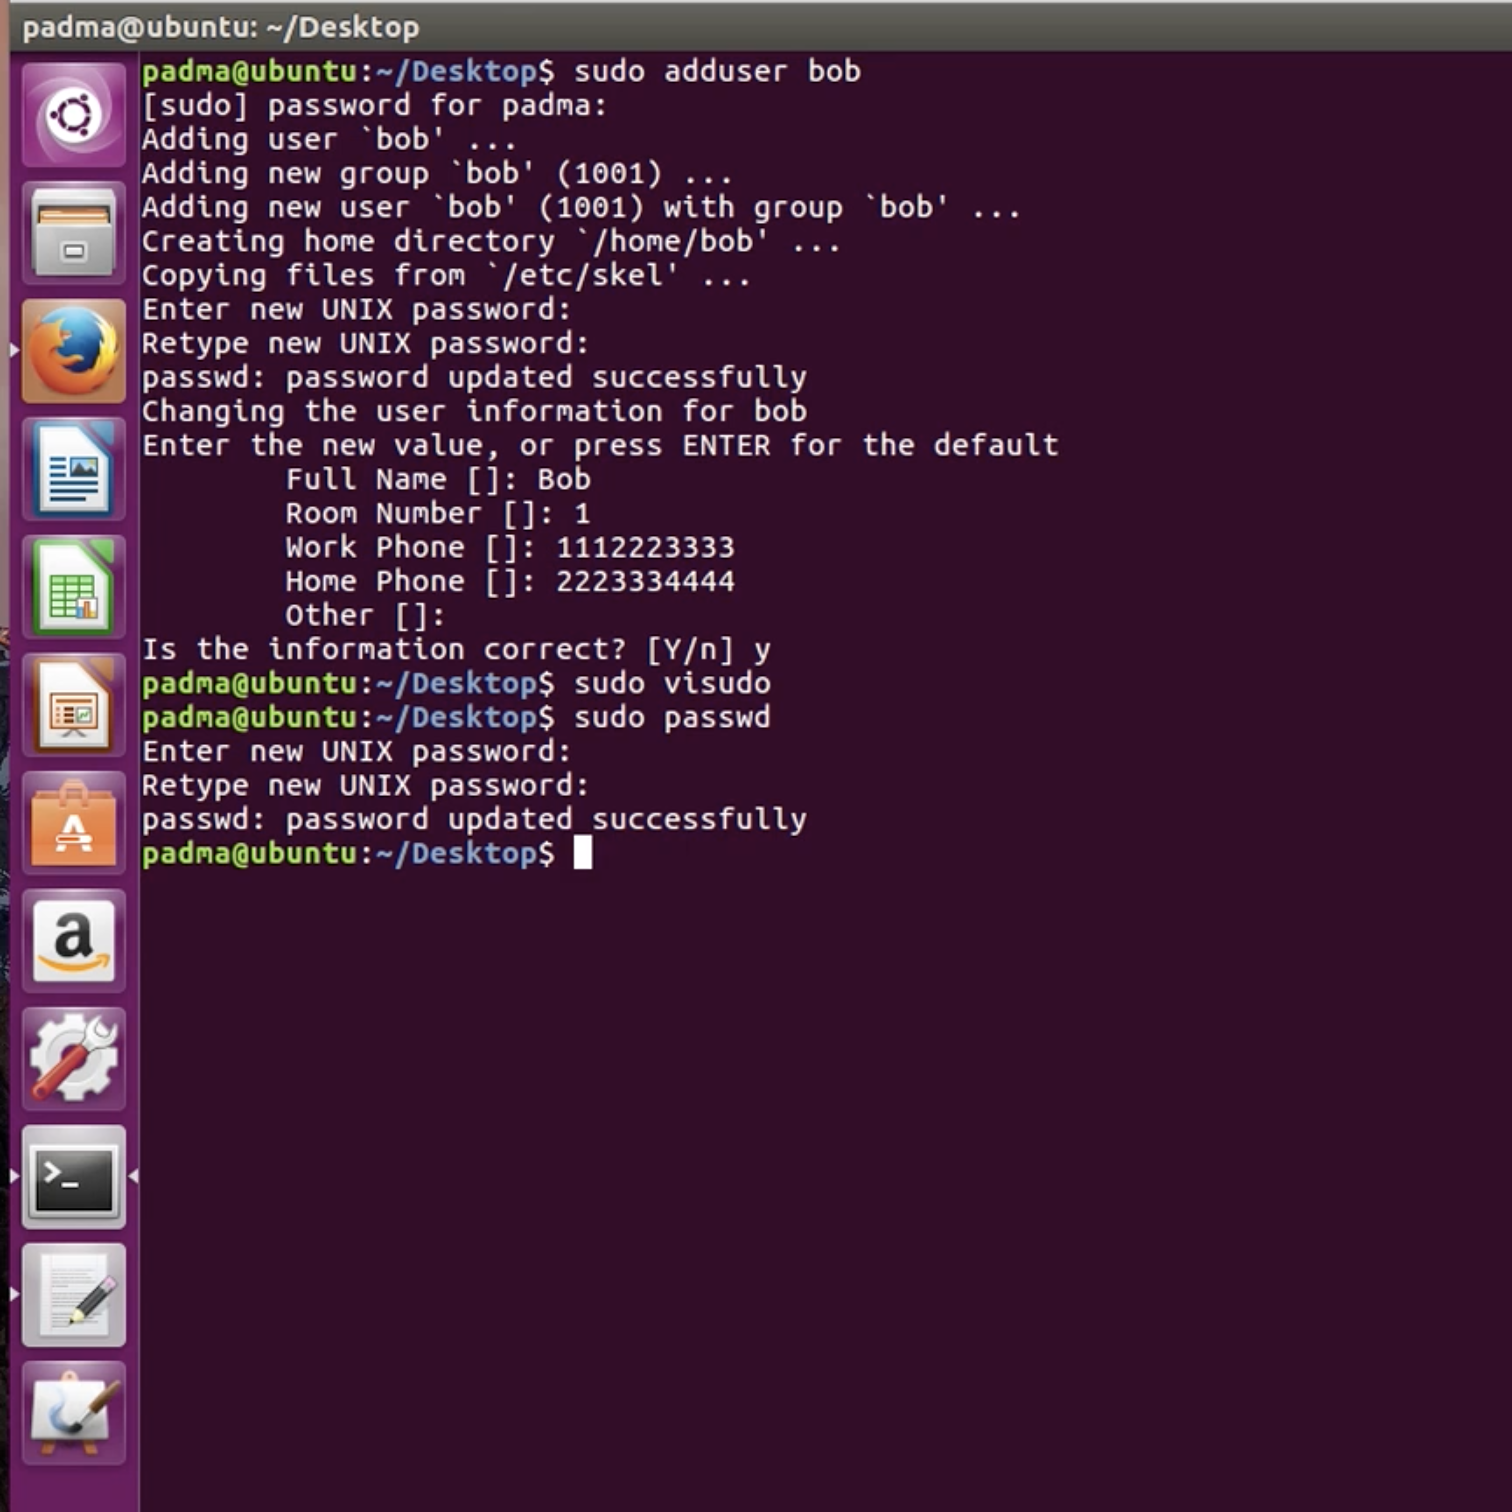 padma@ubuntu: ~/Desktop
padma@ubuntu:~/Desktop$ sudo adduser bob
[sudo] password for padma:
Adding user `bob' ...
Adding new group `bob' (1001) ...
Adding new user `bob' (1001) with group `bob' ...
Creating home directory `/home/bob' ...
Copying files from `/etc/skel' ...
Enter new UNIX password:
Retype new UNIX password:
passwd: password updated successfully
Changing the user information for bob
Enter the new value, or press ENTER for the default
        Full Name []: Bob
        Room Number []: 1
        Work Phone []: 1112223333
        Home Phone []: 2223334444
        Other []:
Is the information correct? [Y/n] y
padma@ubuntu:~/Desktop$ sudo visudo
padma@ubuntu:~/Desktop$ sudo passwd
Enter new UNIX password:
Retype new UNIX password:
passwd: password updated successfully
padma@ubuntu:~/Desktop$